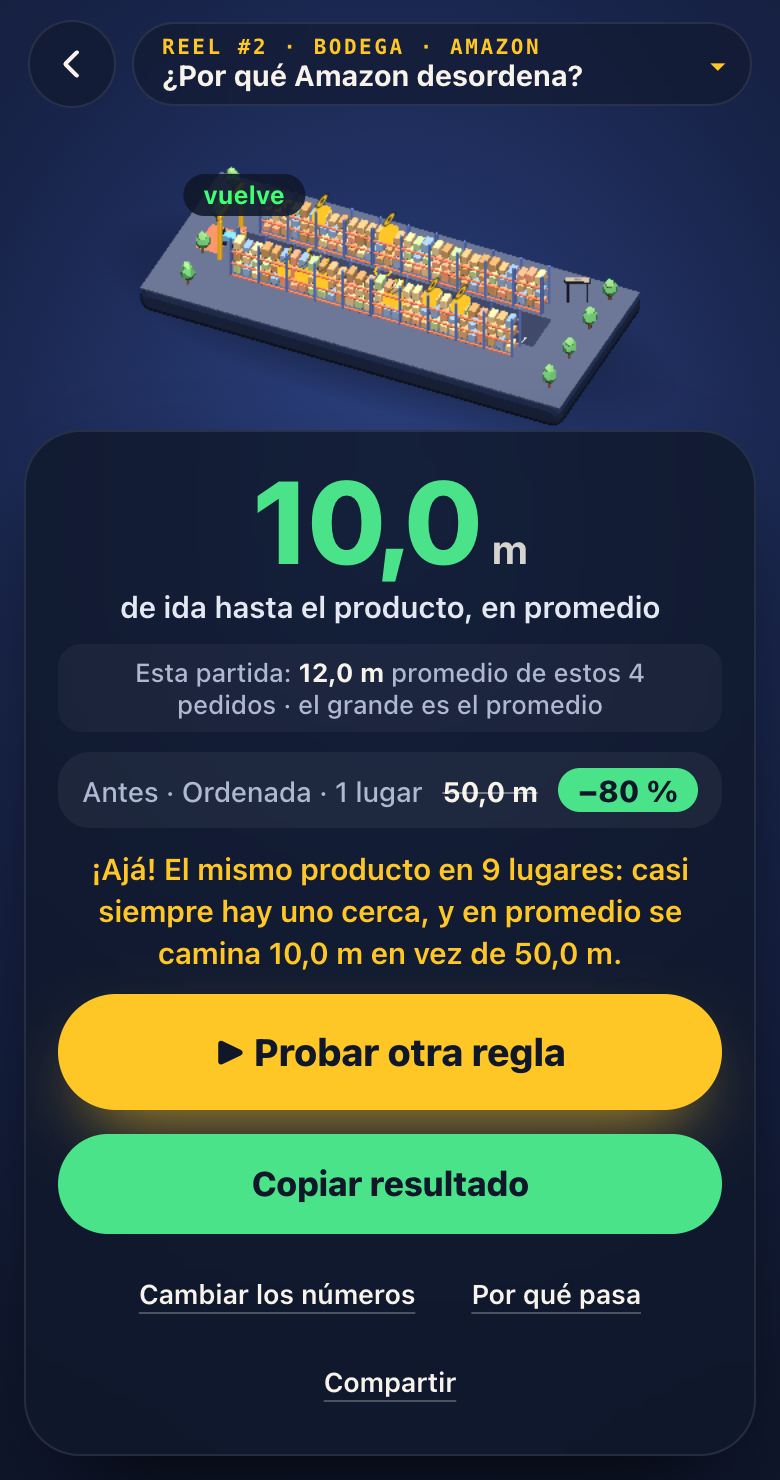 REEL #2 · BODEGA · AMAZON
¿Por qué Amazon desordena?
vuelve
10,0 m
de ida hasta el producto, en promedio
Esta partida: 12,0 m promedio de estos 4
pedidos · el grande es el promedio
Antes · Ordenada · 1 lugar 50,0 m −80 %
¡Ajá! El mismo producto en 9 lugares: casi
siempre hay uno cerca, y en promedio se
camina 10,0 m en vez de 50,0 m.
Probar otra regla
Copiar resultado
Cambiar los números Por qué pasa
Compartir